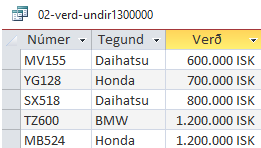 02-verd-undir1300000
Númer Tegund Verð
MV155 Daihatsu 600.000 ISK
YG128 Honda 700.000 ISK
SX518 Daihatsu 800.000 ISK
TZ600 BMW 1.200.000 ISK
MB524 Honda 1.200.000 ISK